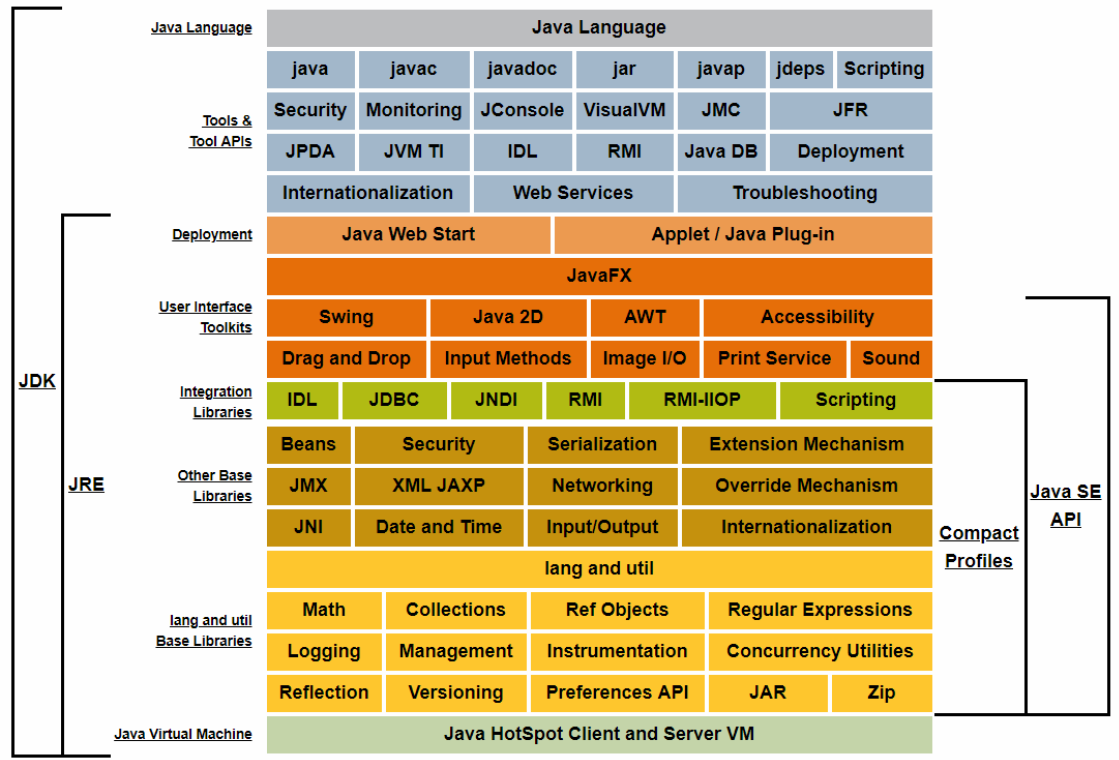 Java Language
Java Language
java javac javadoc jar javap jdeps Scripting
Security Monitoring JConsole VisualVM JMC JFR
Tools &
Tool APIs
JPDA JVM TI IDL RMI Java DB Deployment
Internationalization Web Services Troubleshooting
Deployment
Java Web Start Applet / Java Plug-in
JavaFX
User Interface
Toolkits
Swing Java 2D AWT Accessibility
Drag and Drop Input Methods Image I/O Print Service Sound
Integration
Libraries
IDL JDBC JNDI RMI RMI-IIOP Scripting
Beans Security Serialization Extension Mechanism
Other Base
Libraries
JMX XML JAXP Networking Override Mechanism
JNI Date and Time Input/Output Internationalization
lang and util
lang and util
Base Libraries
Math Collections Ref Objects Regular Expressions
Logging Management Instrumentation Concurrency Utilities
Reflection Versioning Preferences API JAR Zip
Java Virtual Machine
Java HotSpot Client and Server VM
JDK
JRE
Compact
Profiles
Java SE
API